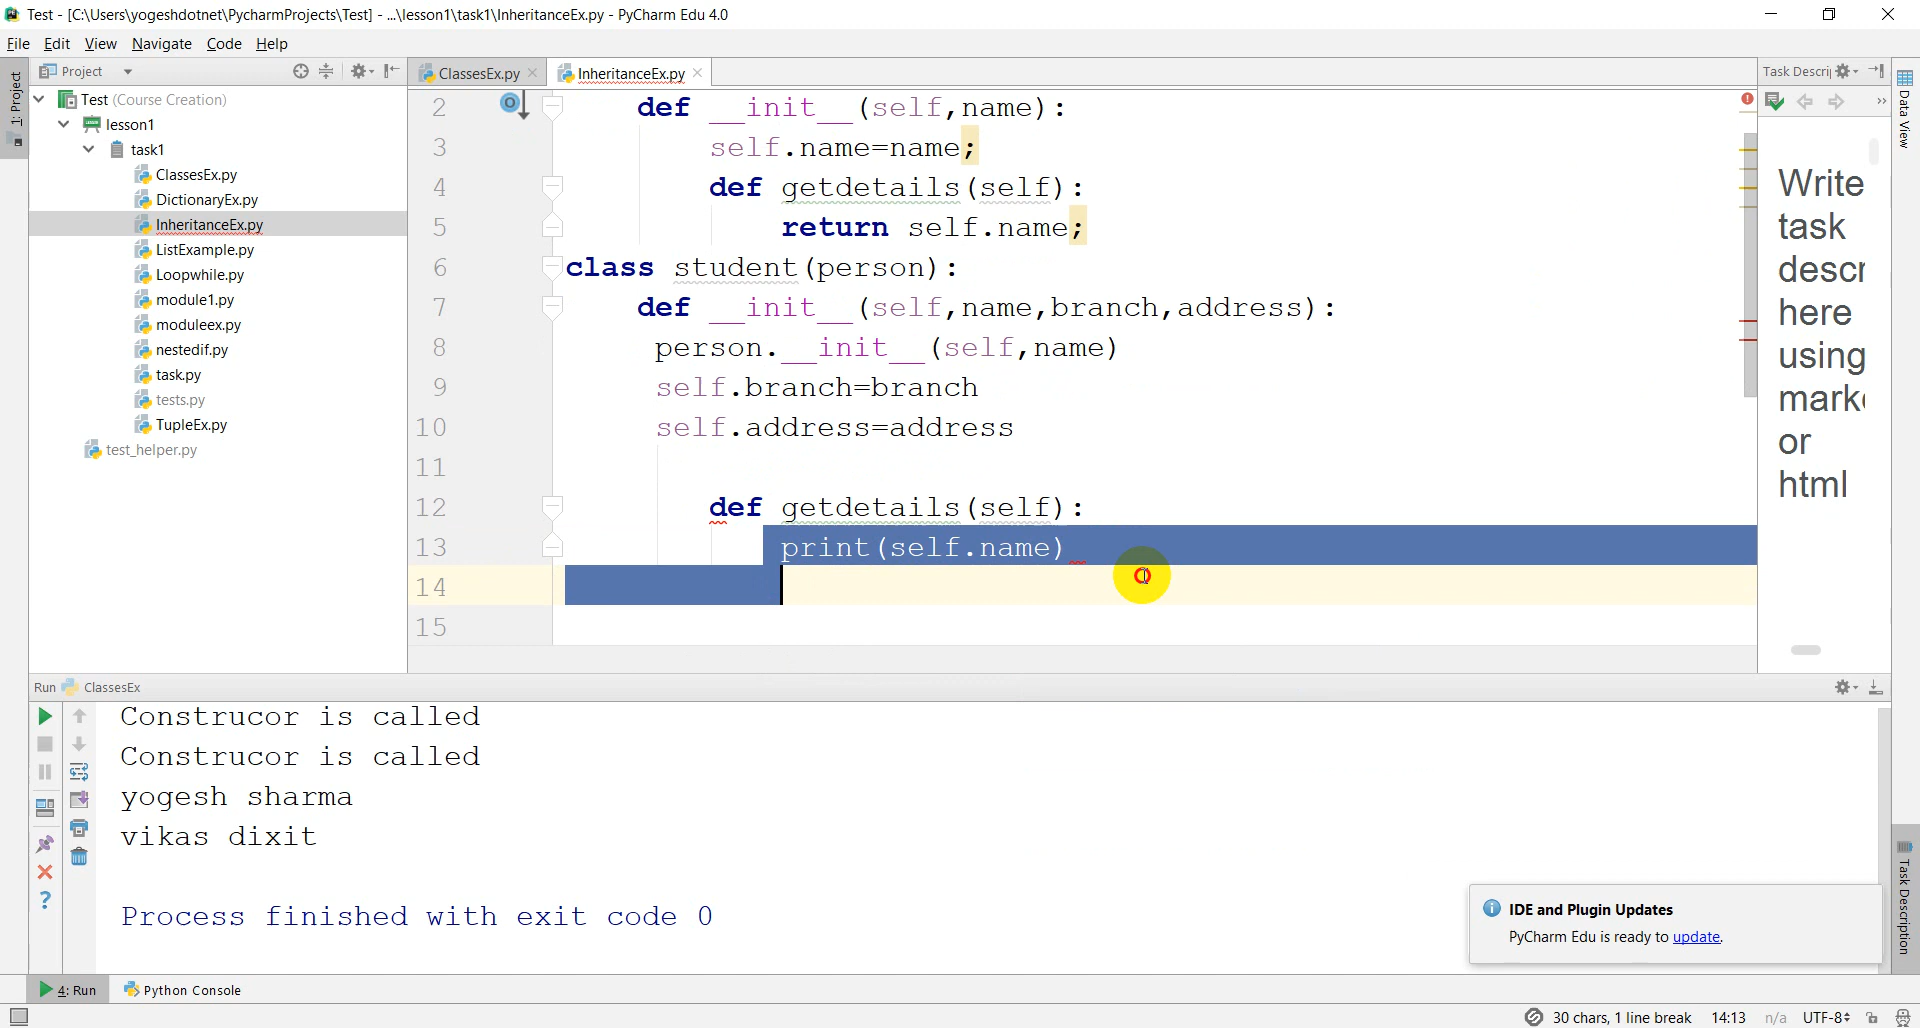 Test - [C:\Users\yogeshdotnet\PycharmProjects\Test] - ...\lesson1\task1\InheritanceEx.py - PyCharm Edu 4.0
File Edit View Navigate Code Help
1: Project
Project
Test (Course Creation)
lesson1
task1
ClassesEx.py
DictionaryEx.py
InheritanceEx.py
ListExample.py
Loopwhile.py
module1.py
moduleex.py
nestedif.py
task.py
tests.py
TupleEx.py
test_helper.py
ClassesEx.py InheritanceEx.py
2 def __init__(self,name):
3 self.name=name;
4 def getdetails(self):
5 return self.name;
6 class student(person):
7 def __init__(self,name,branch,address):
8 person.__init__(self,name)
9 self.branch=branch
10 self.address=address
11
12 def getdetails(self):
13 print(self.name)
14
15
Task Descri
Write
task
descr
here
using
mark
or
html
Data View
Task Description
Run ClassesEx
Construcor is called
Construcor is called
yogesh sharma
vikas dixit
Process finished with exit code 0
IDE and Plugin Updates
PyCharm Edu is ready to update.
4: Run Python Console
30 chars, 1 line break 14:13 n/a UTF-8